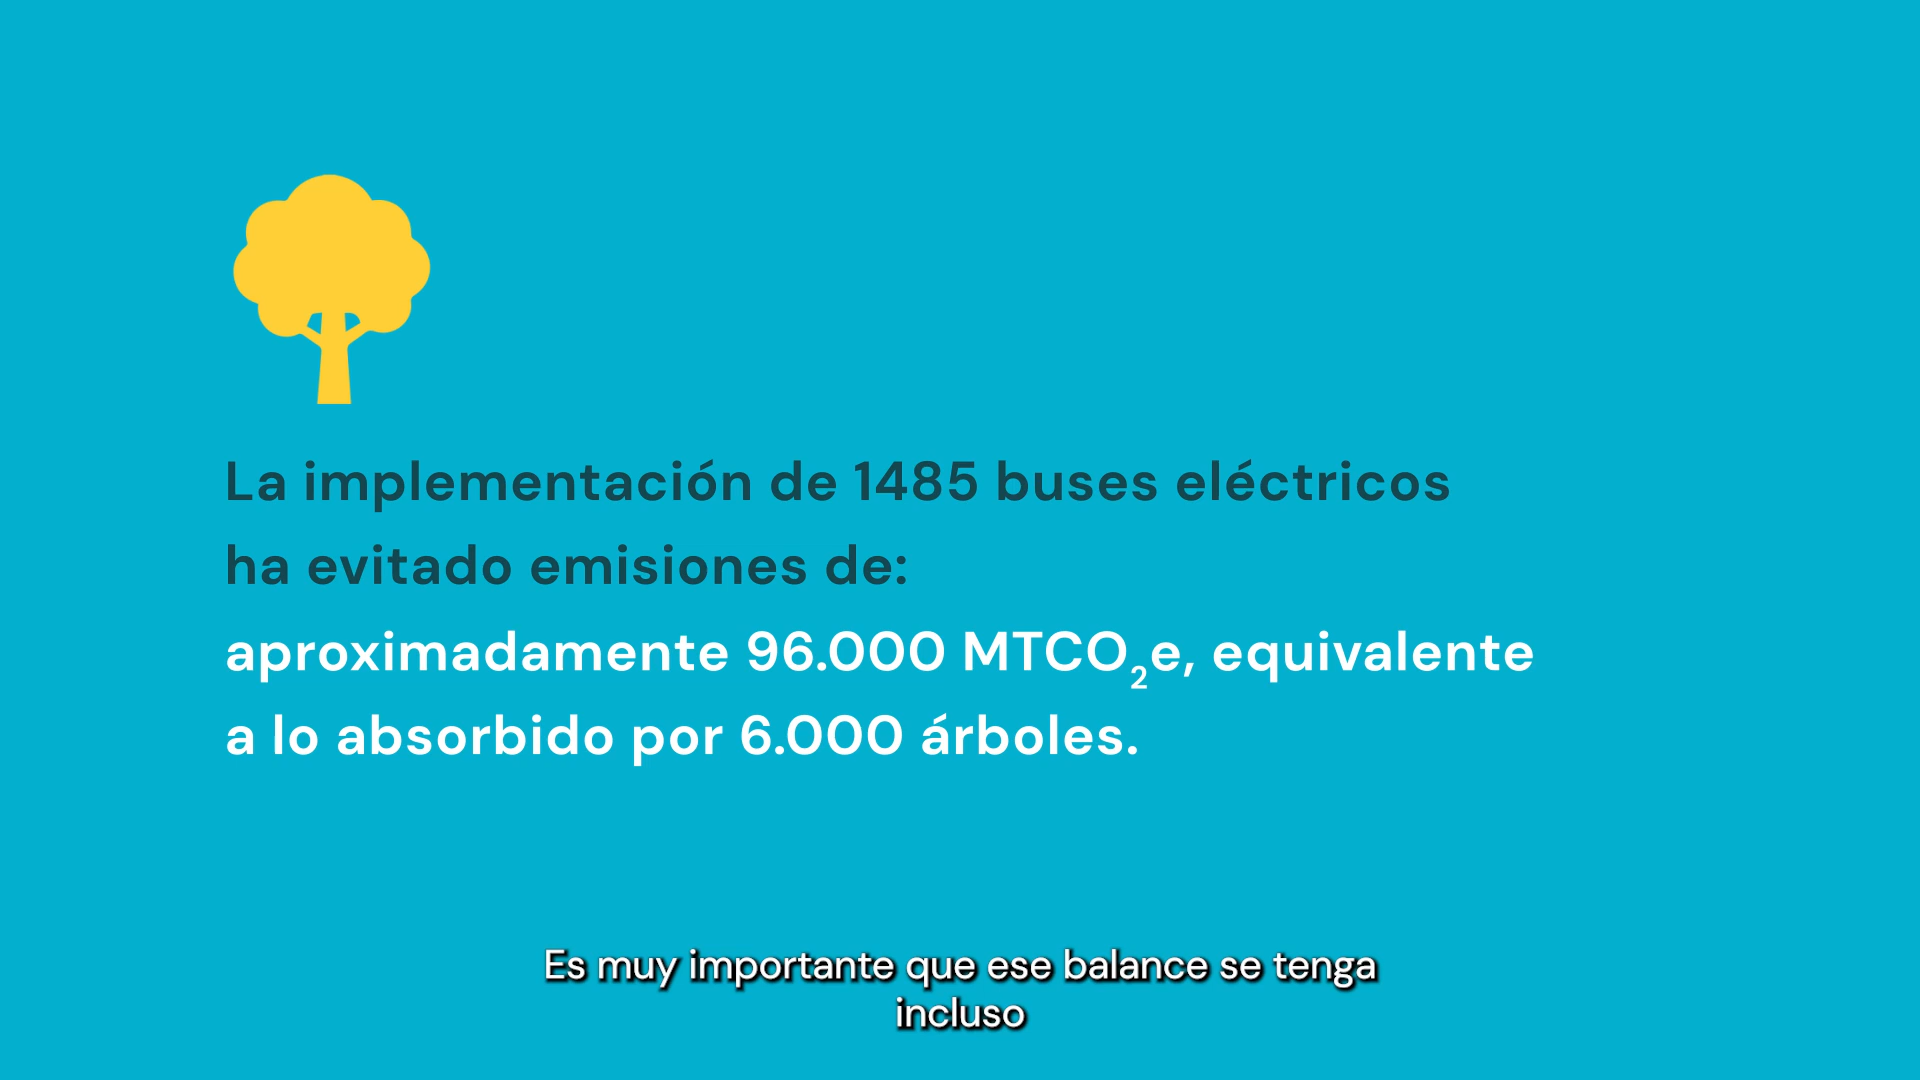 La implementación de 1485 buses eléctricos
ha evitado emisiones de:
aproximadamente 96.000 MTCO₂e, equivalente
a lo absorbido por 6.000 árboles.
Es muy importante que ese balance se tenga
incluso